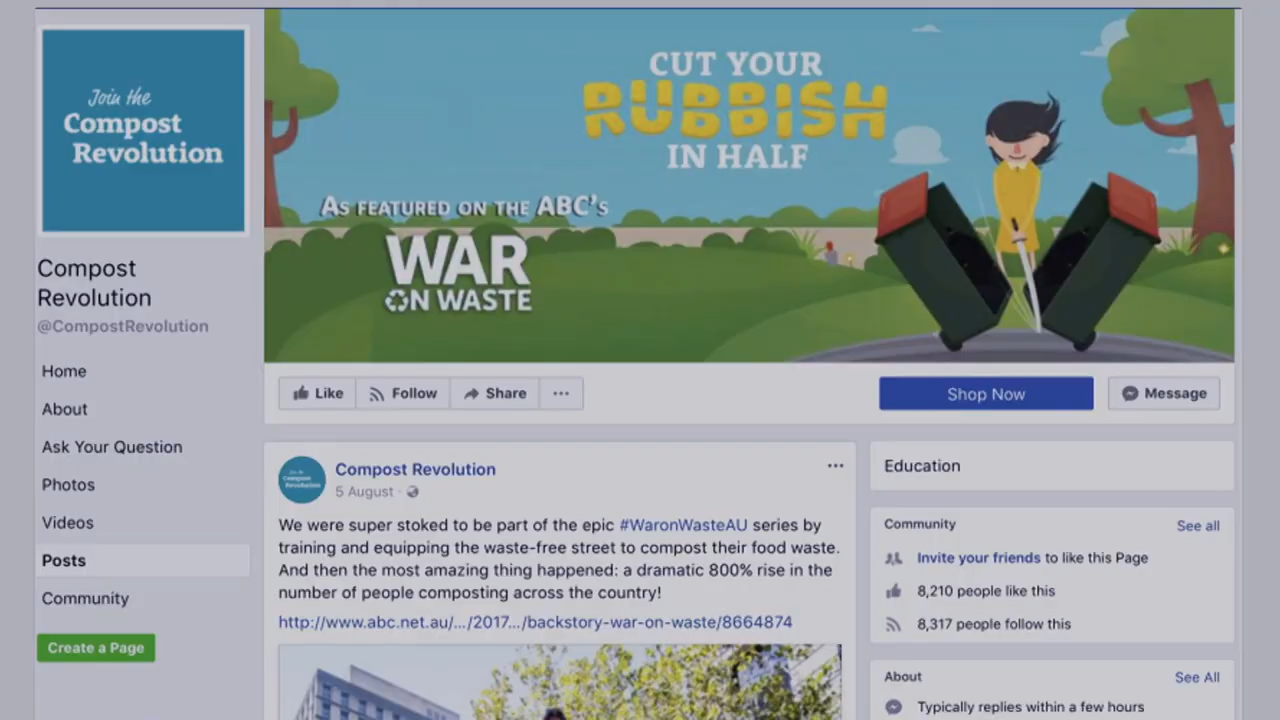 Join the
Compost
Revolution
CUT YOUR
RUBBISH
IN HALF
AS FEATURED ON THE ABC'S
WAR
ON WASTE
Compost
Revolution
@CompostRevolution
Home
About
Ask Your Question
Photos
Videos
Posts
Community
Create a Page
Like
Follow
Share
Shop Now
Message
Compost Revolution
5 August
We were super stoked to be part of the epic #WaronWasteAU series by
training and equipping the waste-free street to compost their food waste.
And then the most amazing thing happened: a dramatic 800% rise in the
number of people composting across the country!
http://www.abc.net.au/.../2017.../backstory-war-on-waste/8664874
Education
Community
See all
Invite your friends to like this Page
8,210 people like this
8,317 people follow this
About
See All
Typically replies within a few hours